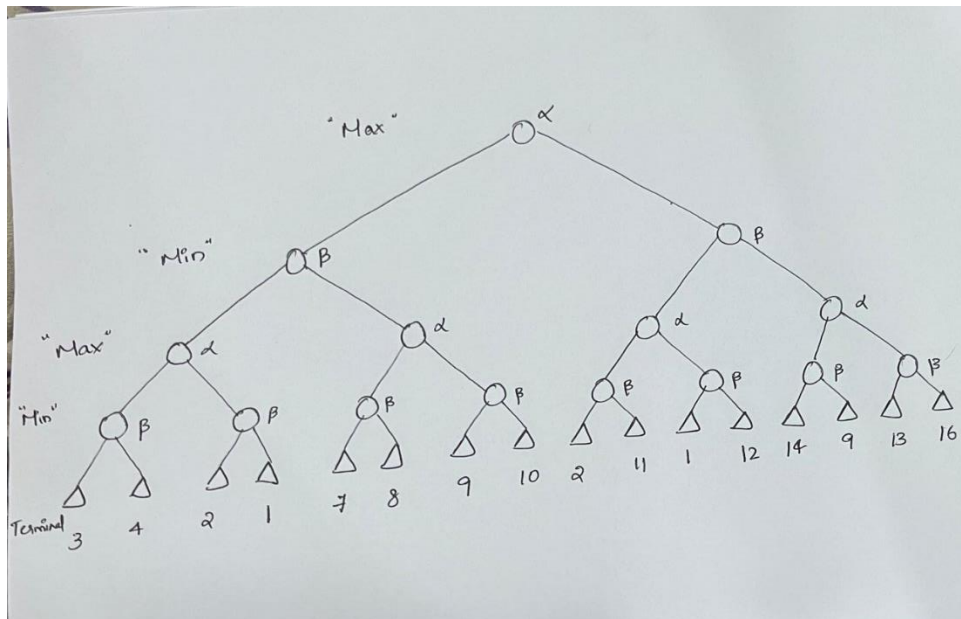 "Max" α
"Min" β β
"Max" α α α α
"Min" β β β β β β β β
Terminal 3 4 2 1 7 8 9 10 2 11 1 12 14 9 13 16